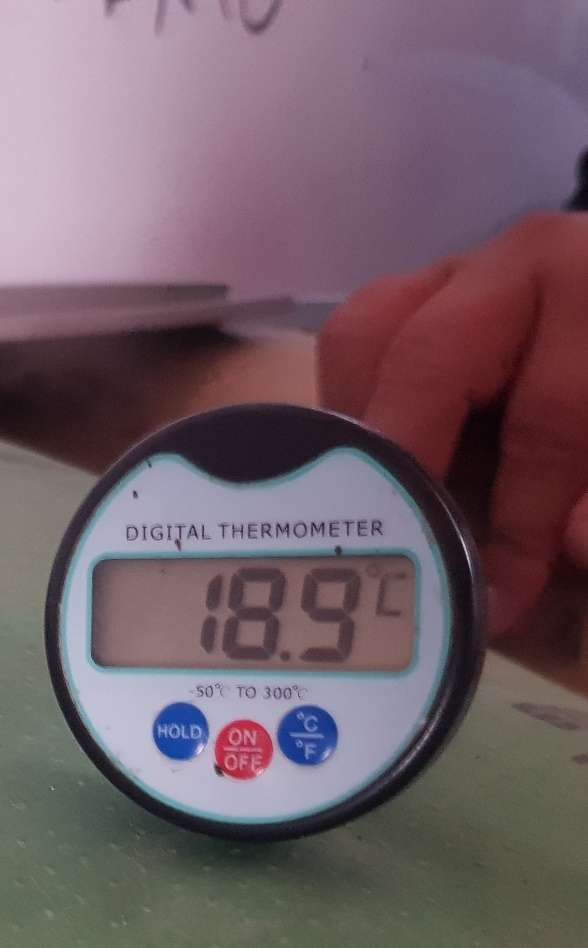 DIGITAL THERMOMETER
18.9°C
-50°C TO 300°C
HOLD
ON
OFF
°C
°F